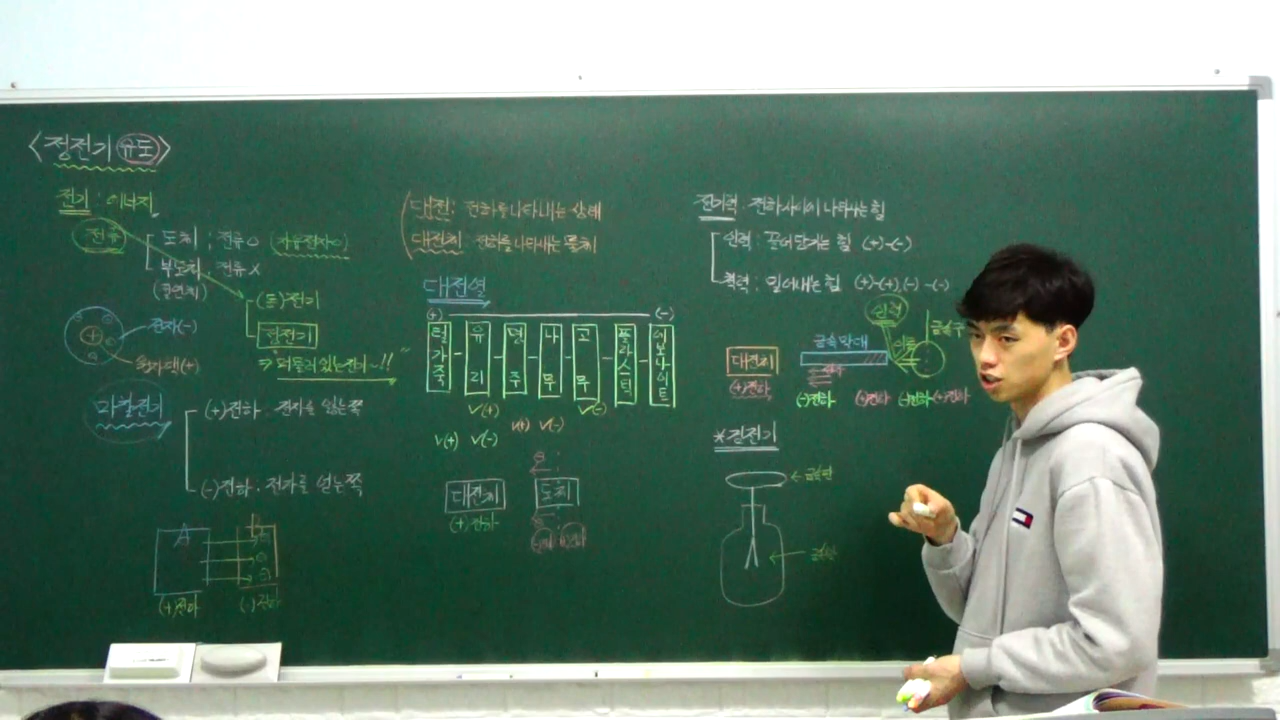 <정전기 유도>
전기 : 에너지
전류
도체 : 전류 O (자유전자 O)
부도체 : 전류 X
(절연체)
(동)전기
정전기
⇒ 머물러 있는 전기~!!
전자(-)
원자핵(+)
마찰전기
(+)전하 : 전자를 잃는 쪽
(-)전하 : 전자를 얻는 쪽
A
B
(+)전하
(-)전하
대전 : 전하를 나타내는 상태
대전체 : 전하를 나타내는 물체
대전열
(+) (-)
털가죽 - 유리 - 명주 - 나무 - 고무 - 플라스틱 - 에보나이트
√(+) √(-)
√(+) √(-) √(+) √(-)
대전체
(+)전하
도체
전기력 : 전하 사이에 나타나는 힘
인력 : 끌어당기는 힘 (+)-(-)
척력 : 밀어내는 힘 (+)-(+),(-)-(-)
인력
금속구
대전체
(+)전하
금속막대
(-)전하 (+)전하 (-)전하 (+)전하
*검전기
←금속판